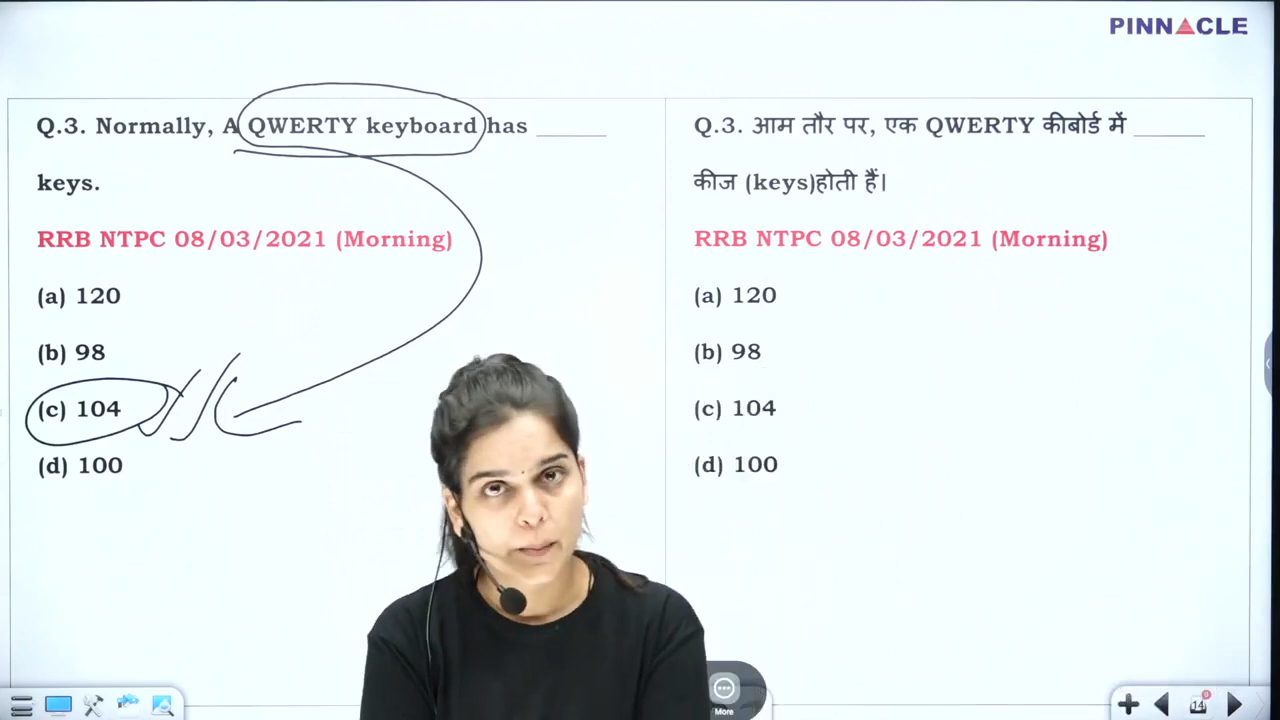 PINNACLE
Q.3. Normally, A QWERTY keyboard has ______
keys.
RRB NTPC 08/03/2021 (Morning)
(a) 120
(b) 98
(c) 104
(d) 100
Q.3. आम तौर पर, एक QWERTY कीबोर्ड में ______
कीज (keys)होती हैं।
RRB NTPC 08/03/2021 (Morning)
(a) 120
(b) 98
(c) 104
(d) 100
More
14